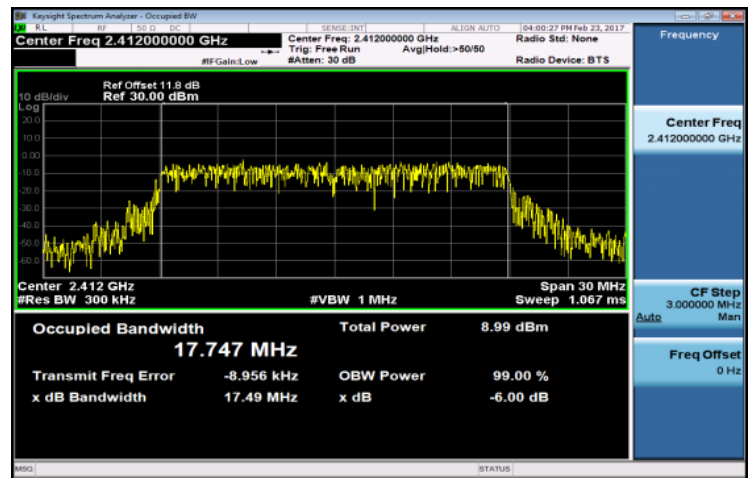 Keysight Spectrum Analyzer - Occupied BW
LXI RL RF 50 Ω DC SENSE:INT ALIGN AUTO 04:00:27 PM Feb 23, 2017
Center Freq 2.412000000 GHz Center Freq: 2.412000000 GHz Radio Std: None
Trig: Free Run Avg|Hold:>50/50
#IFGain:Low #Atten: 30 dB Radio Device: BTS
Frequency
Ref Offset 11.8 dB
10 dB/div Ref 30.00 dBm
Log
20.0
10.0
0.00
-10.0
-20.0
-30.0
-40.0
-50.0
-60.0
Center 2.412 GHz Span 30 MHz
#Res BW 300 kHz #VBW 1 MHz Sweep 1.067 ms
Center Freq
2.412000000 GHz
CF Step
3.000000 MHz
Auto Man
Freq Offset
0 Hz
Occupied Bandwidth Total Power 8.99 dBm
17.747 MHz
Transmit Freq Error -8.956 kHz OBW Power 99.00 %
x dB Bandwidth 17.49 MHz x dB -6.00 dB
MSG STATUS